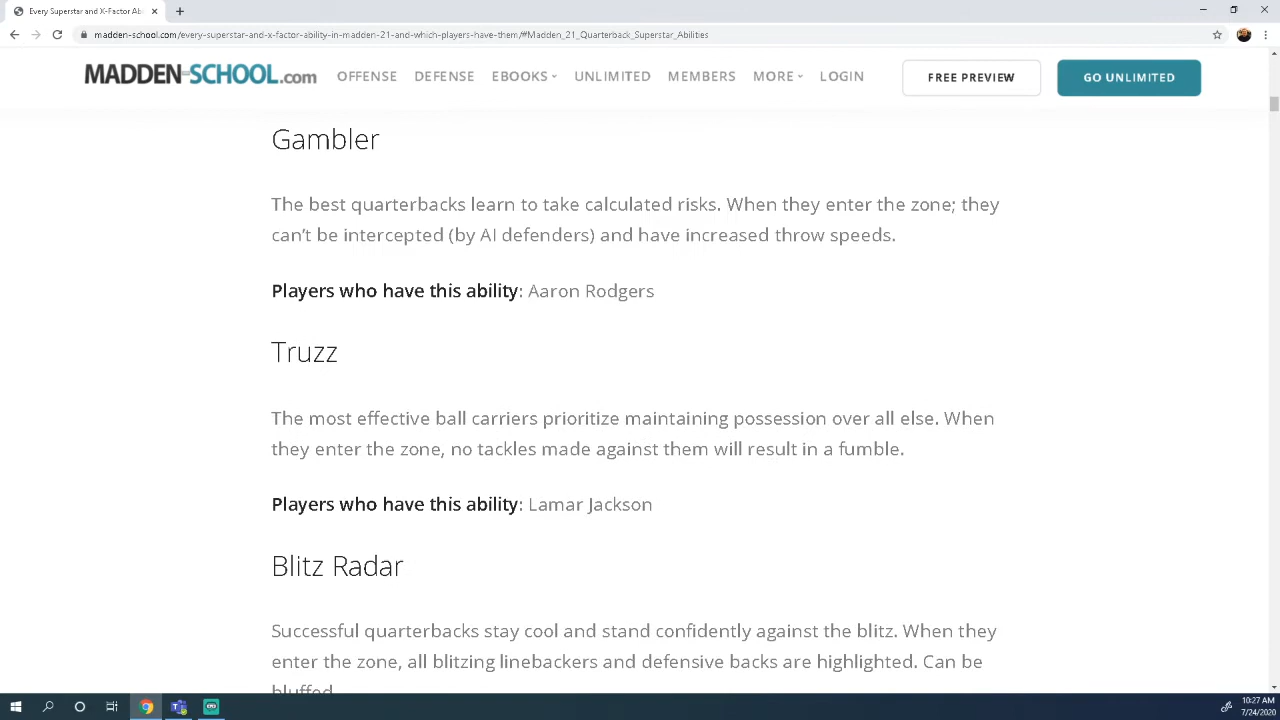 Every Superstar and X-Factor Abi
madden-school.com/every-superstar-and-x-factor-ability-in-madden-21-and-which-players-have-them/#Madden_21_Quarterback_Superstar_Abilities
MADDEN-SCHOOL.com OFFENSE DEFENSE EBOOKS UNLIMITED MEMBERS MORE LOGIN FREE PREVIEW GO UNLIMITED
Gambler
The best quarterbacks learn to take calculated risks. When they enter the zone; they
can't be intercepted (by AI defenders) and have increased throw speeds.
Players who have this ability: Aaron Rodgers
Truzz
The most effective ball carriers prioritize maintaining possession over all else. When
they enter the zone, no tackles made against them will result in a fumble.
Players who have this ability: Lamar Jackson
Blitz Radar
Successful quarterbacks stay cool and stand confidently against the blitz. When they
enter the zone, all blitzing linebackers and defensive backs are highlighted. Can be
bluffed.
10:27 AM
7/24/2020